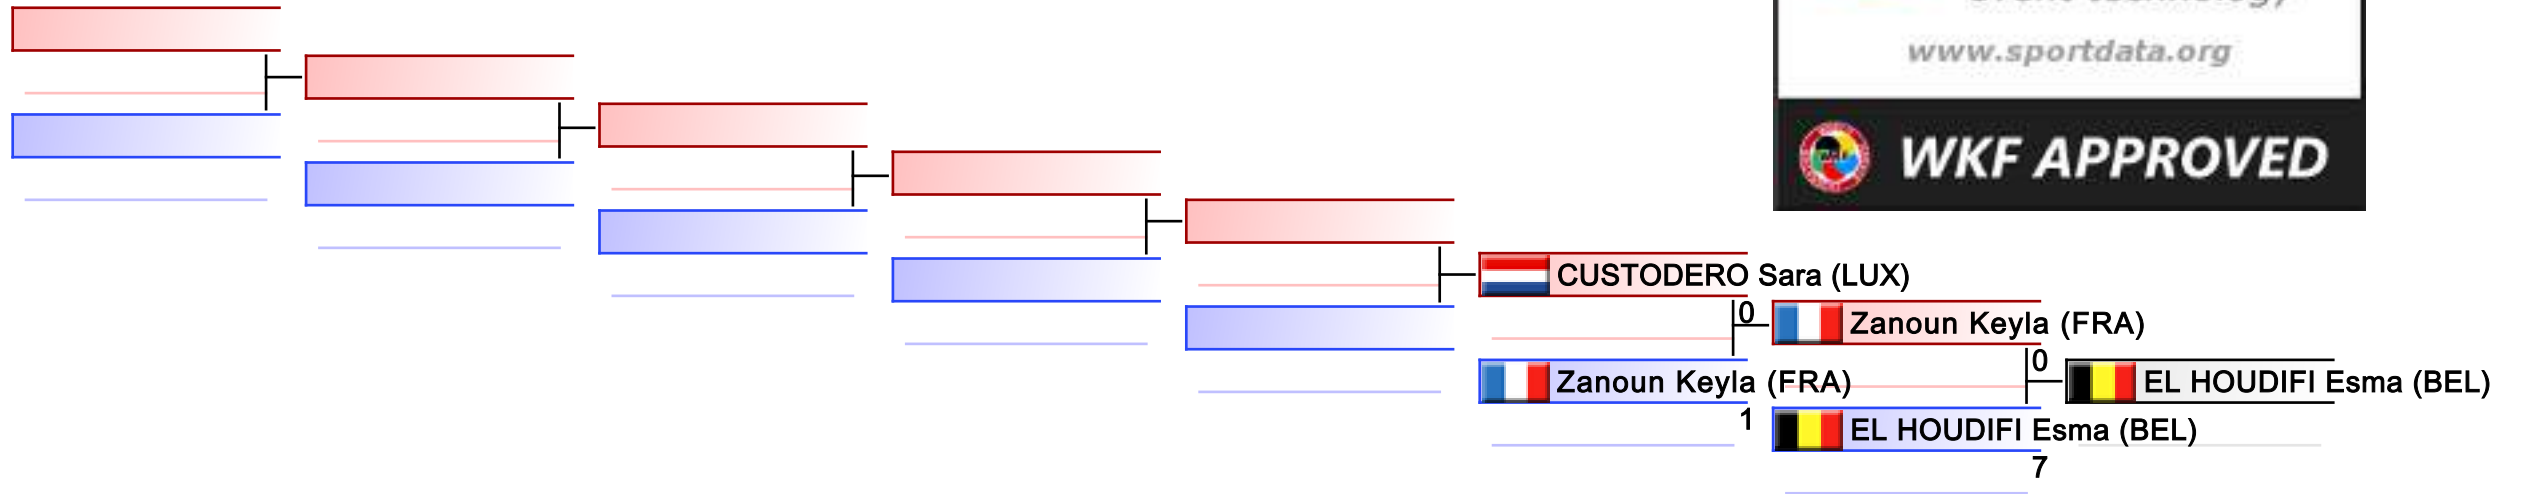 www.sportdata.org
WKF APPROVED
CUSTODERO Sara (LUX)
0
Zanoun Keyla (FRA)
Zanoun Keyla (FRA)
1
0
EL HOUDIFI Esma (BEL)
EL HOUDIFI Esma (BEL)
7